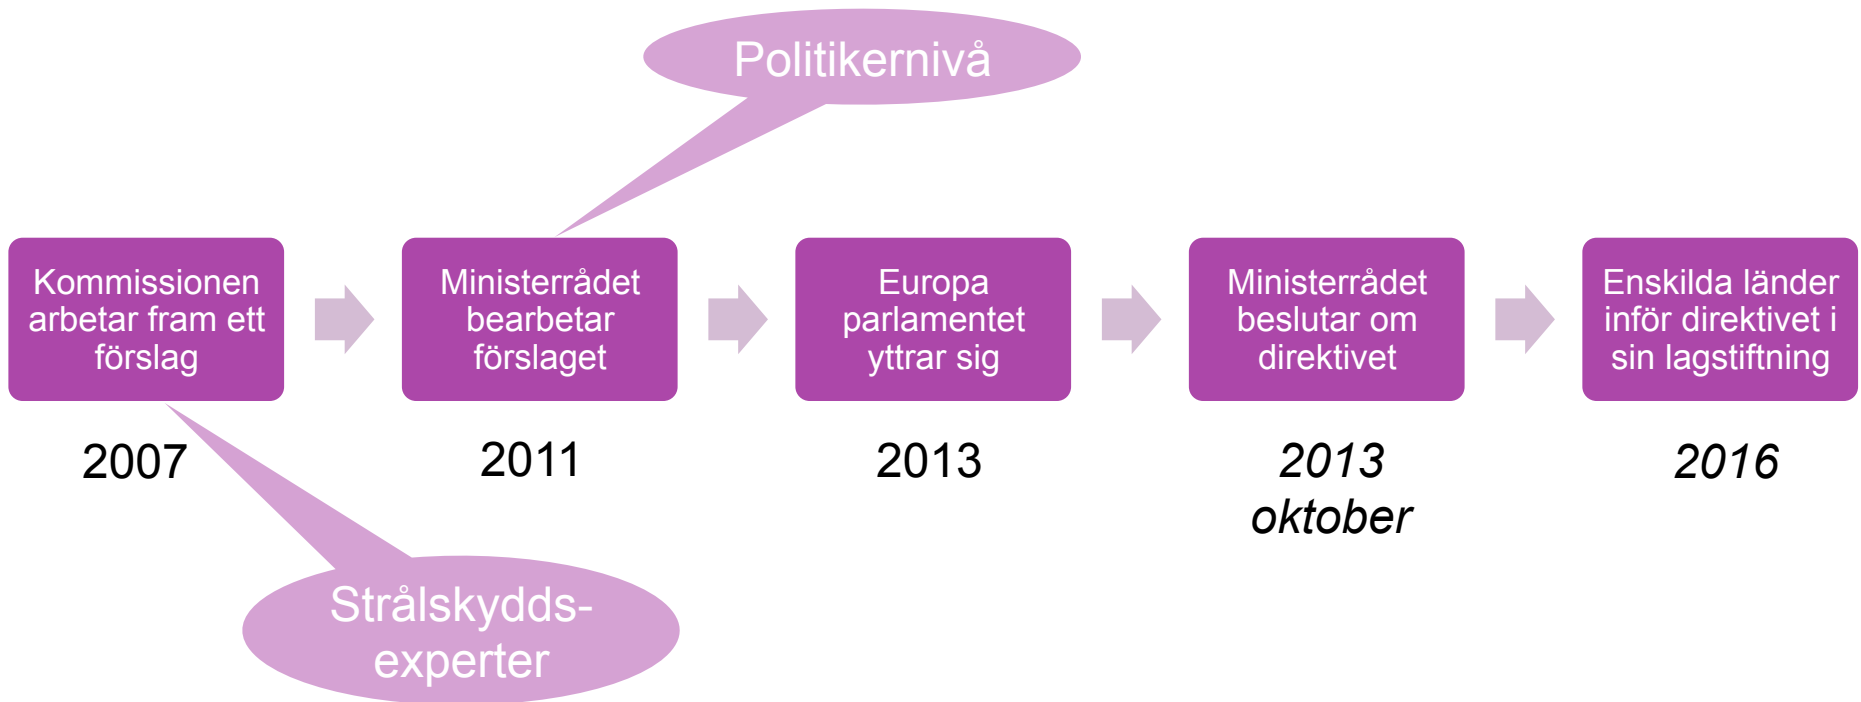 Politikernivå
Kommissionen
arbetar fram ett
förslag
Ministerrådet
bearbetar
förslaget
Europa
parlamentet
yttrar sig
Ministerrådet
beslutar om
direktivet
Enskilda länder
inför direktivet i
sin lagstiftning
2007
2011
2013
2013
oktober
2016
Strålskydds-
experter